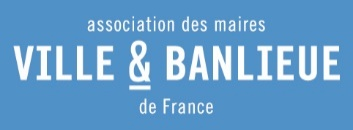 association des maires
VILLE & BANLIEUE
de France